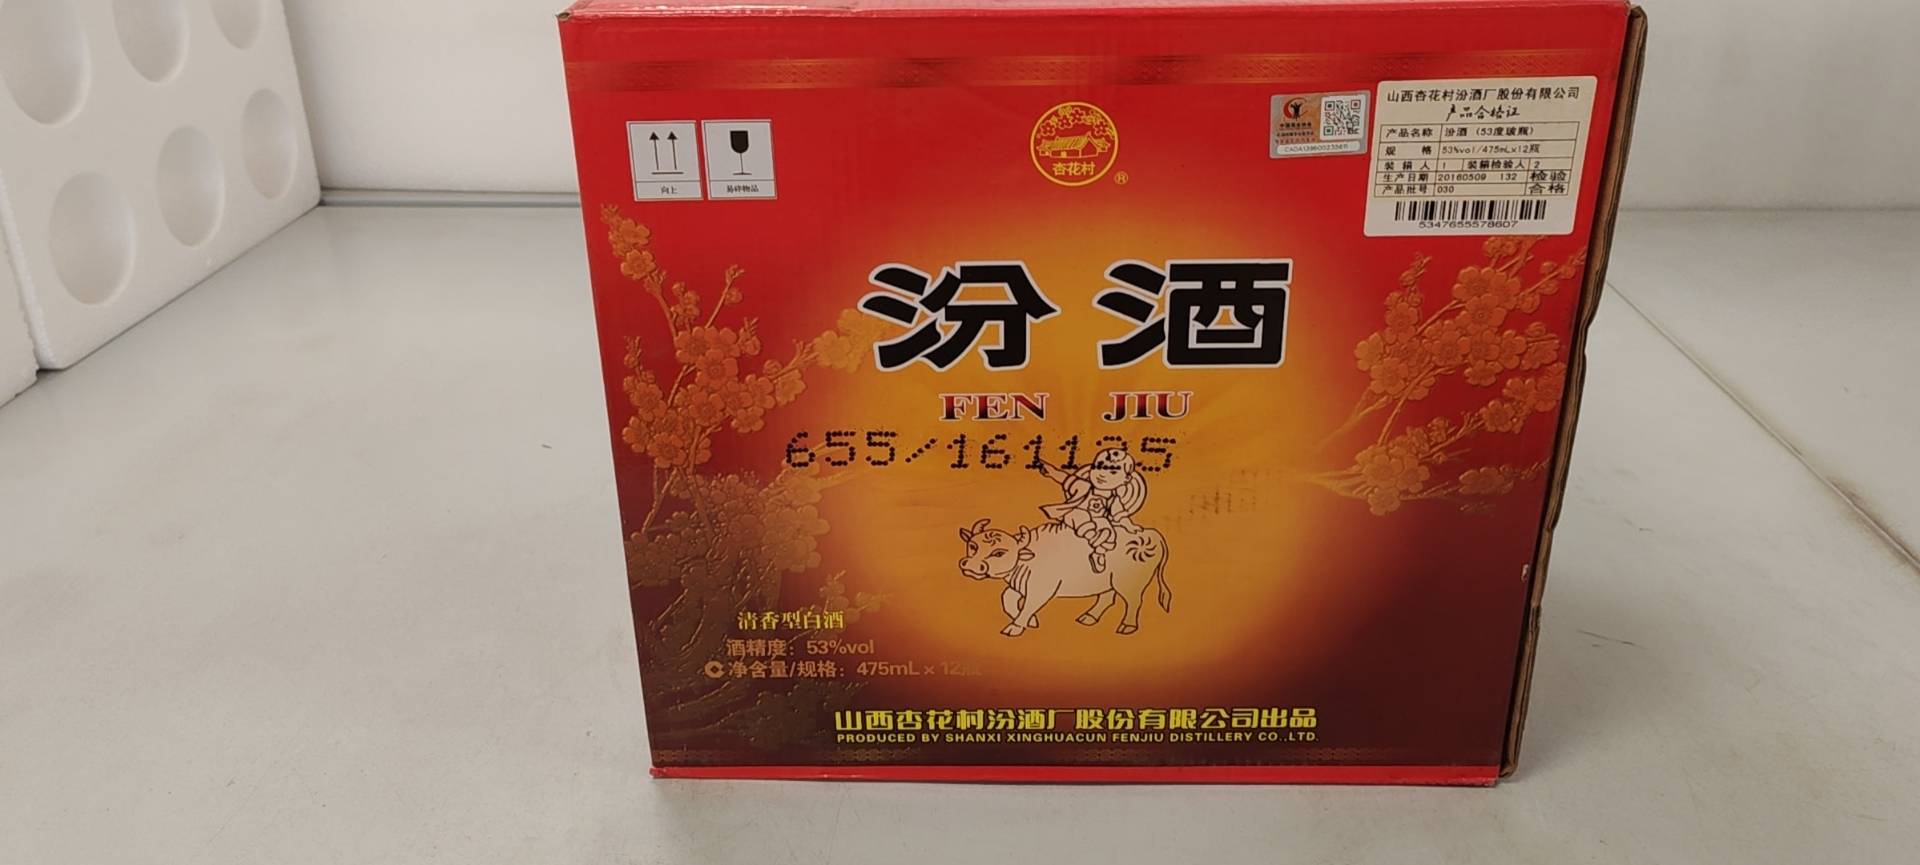 向上
易碎物品
杏花村
®
山西杏花村汾酒厂股份有限公司
产品合格证
产品名称 汾酒（53度玻瓶）
规 格 53%vol/475mL×12瓶
装箱人 1 装箱检验人 2
生产日期 20160509 132 检验
产品批号 030 合格
5347655578607
汾酒
FEN JIU
655/161125
清香型白酒
酒精度：53%vol
净含量/规格：475mL×12瓶
山西杏花村汾酒厂股份有限公司出品
PRODUCED BY SHANXI XINGHUACUN FENJIU DISTILLERY CO.,LTD.